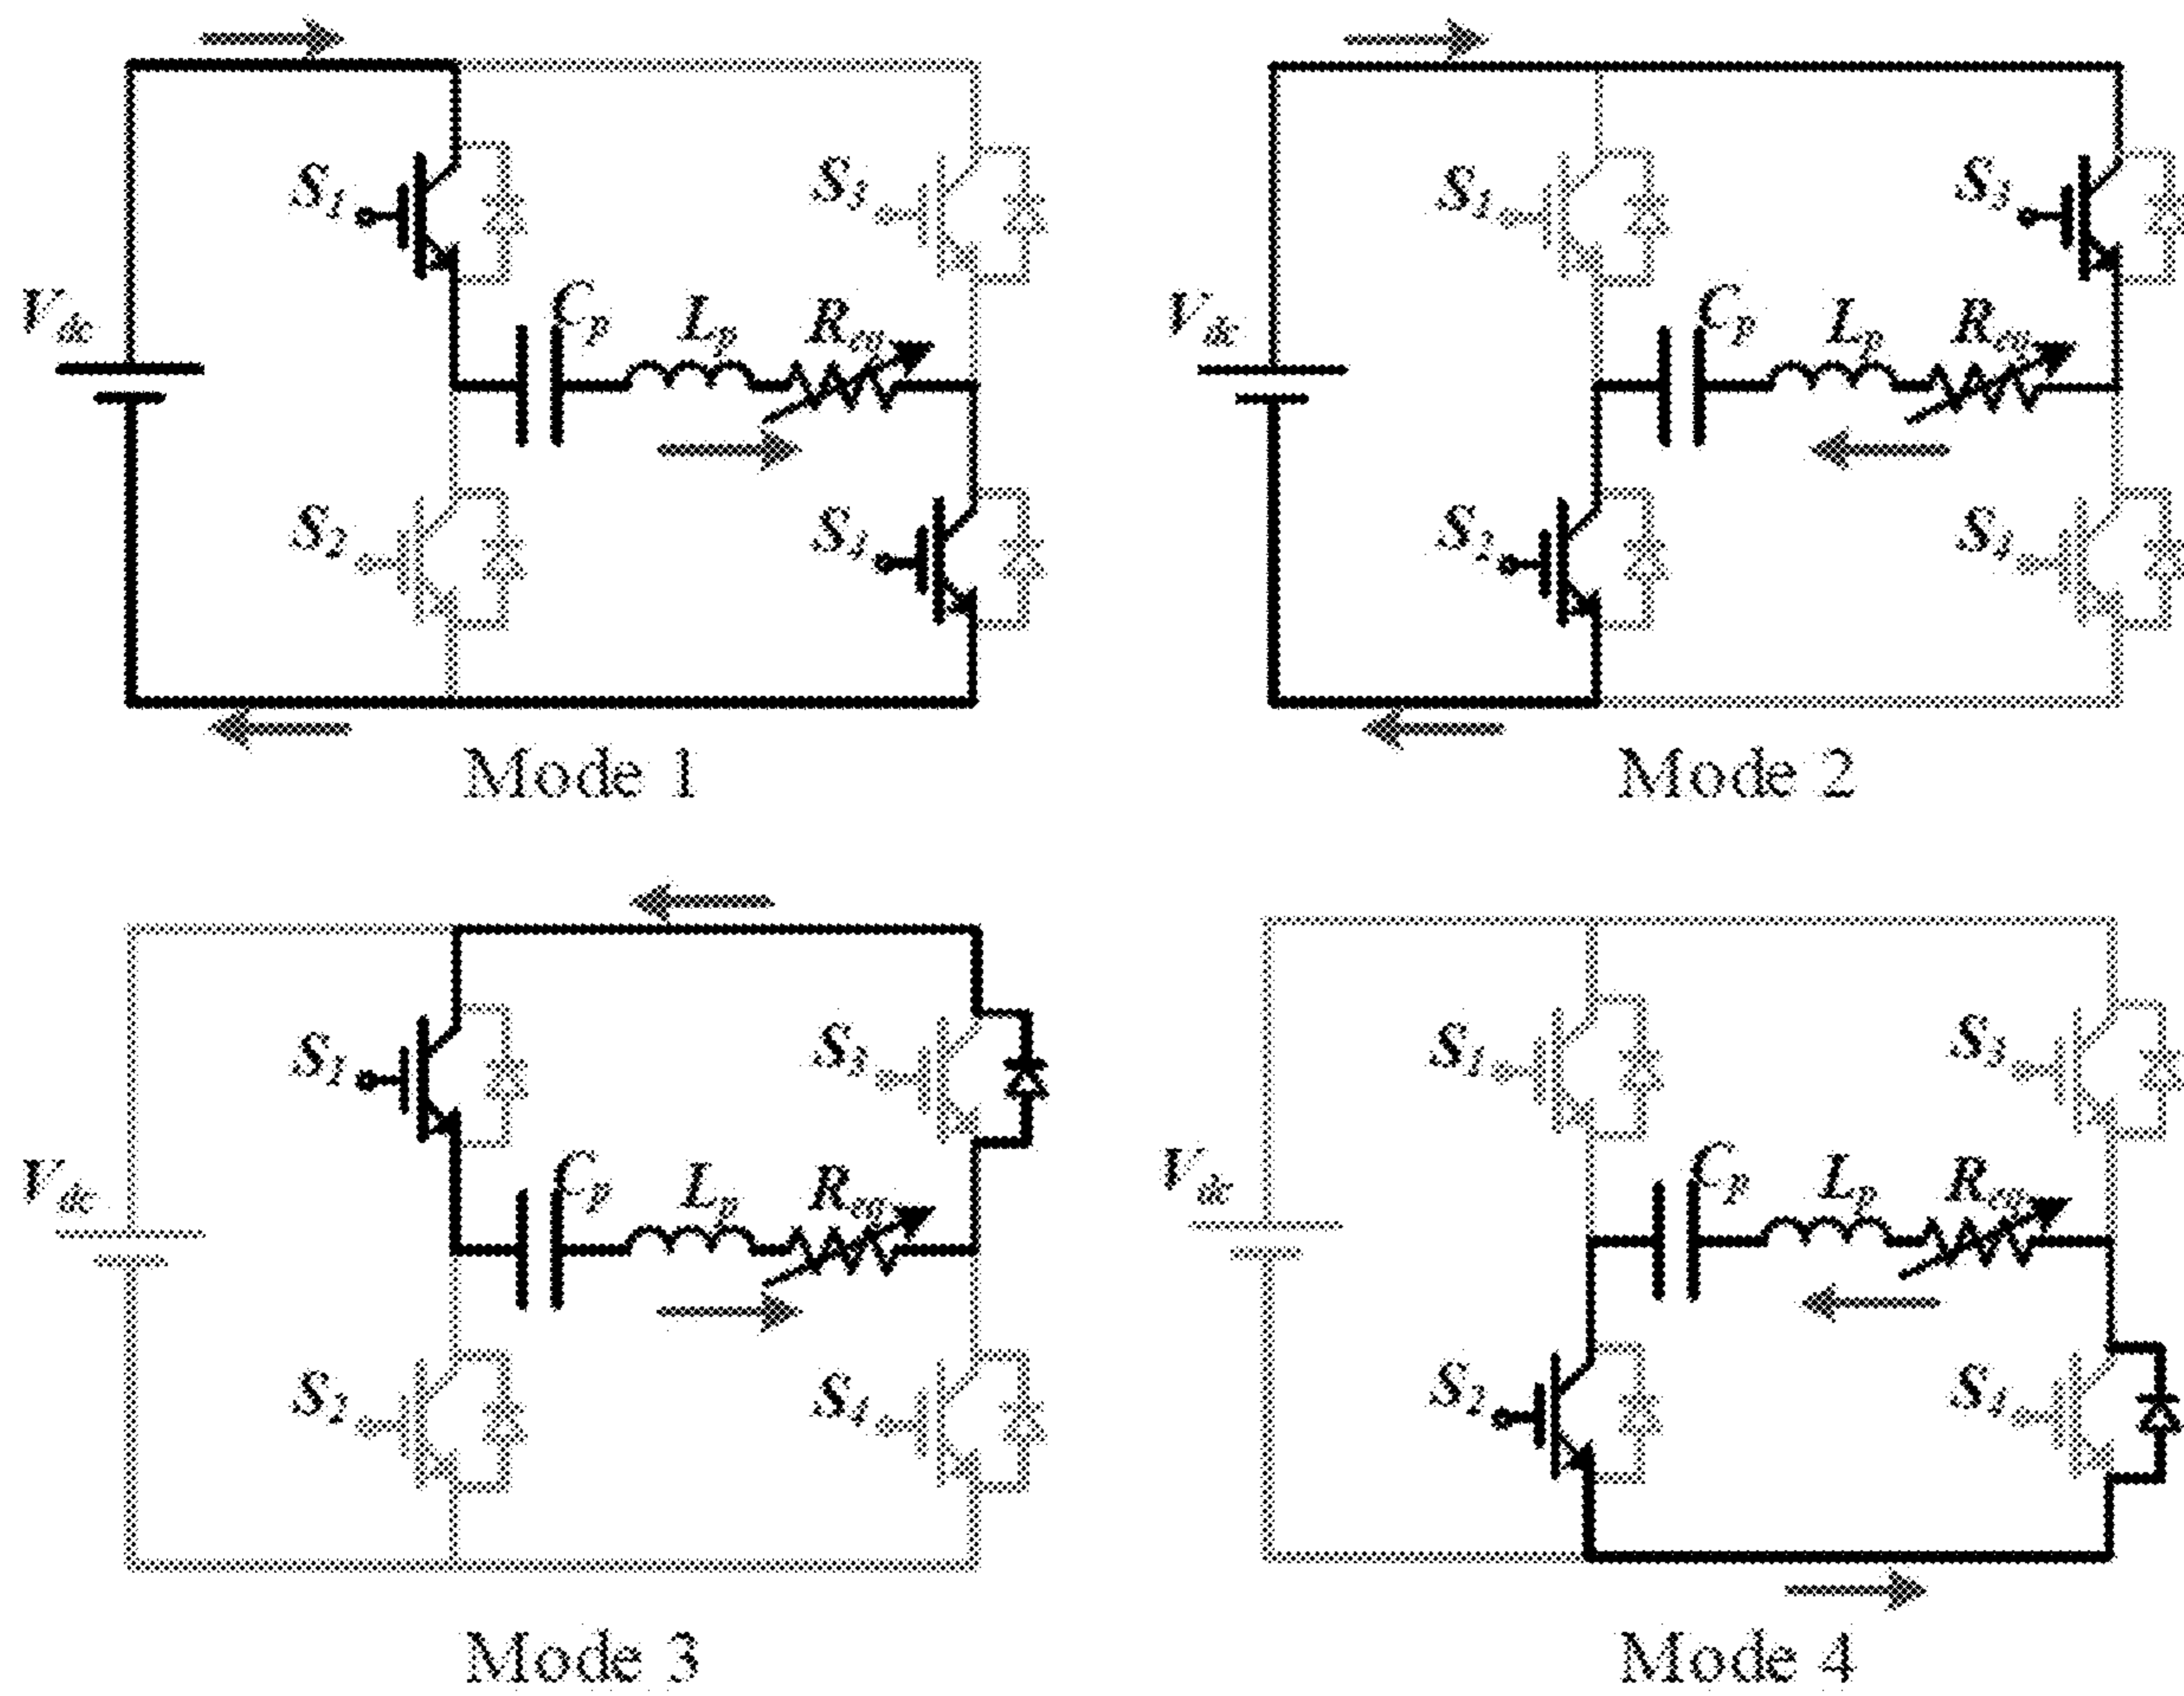 S1 S3
Vdc Cp Lp Req
S2 S4
Mode 1
S1 S3
Vdc Cp Lp Req
S2 S4
Mode 2
S1 S3
Vdc Cp Lp Req
S2 S4
Mode 3
S1 S3
Vdc Cp Lp Req
S2 S4
Mode 4